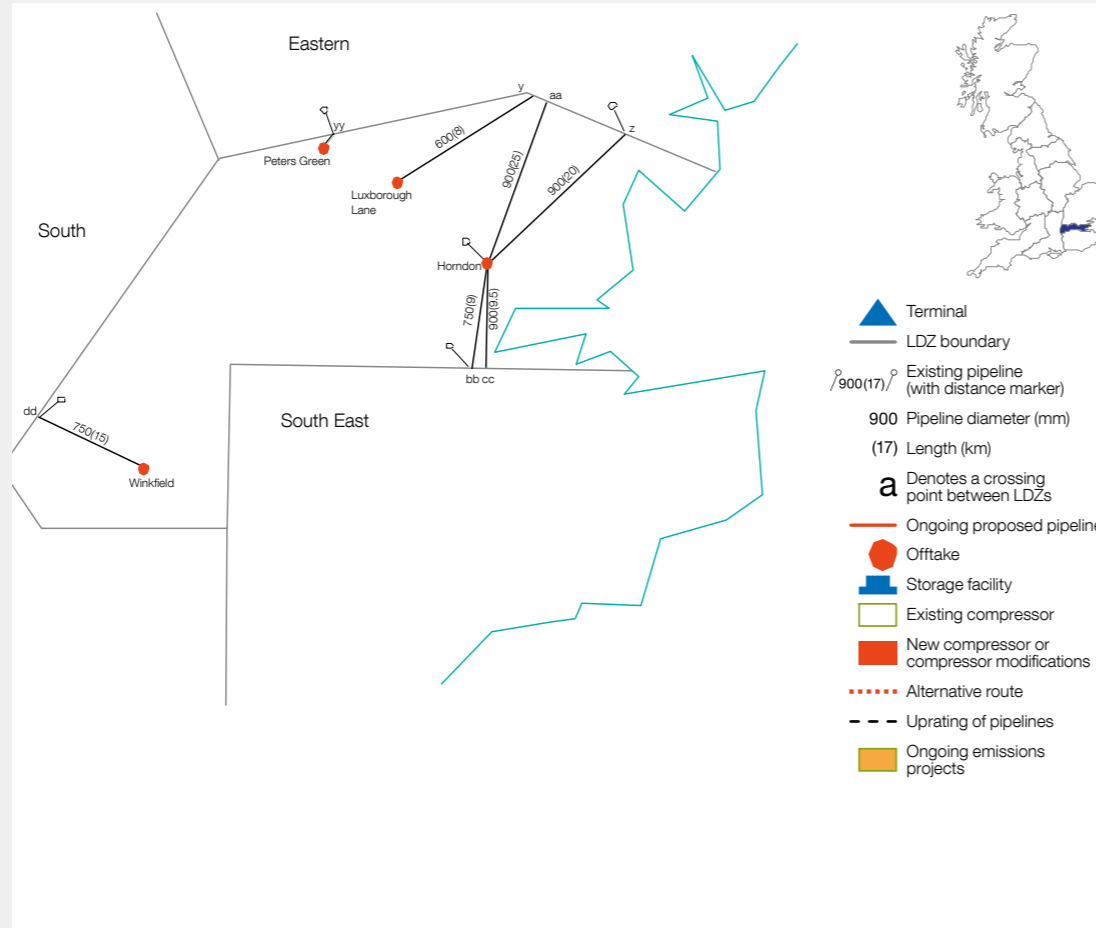 Eastern
y
aa
yy
z
Peters Green
600(8)
900(25)
900(20)
Luxborough
Lane
South
Horndon
750(9)
900(9.5)
bb cc
dd
750(15)
Winkfield
South East
Terminal
LDZ boundary
900(17)
Existing pipeline
(with distance marker)
900 Pipeline diameter (mm)
(17) Length (km)
a Denotes a crossing
point between LDZs
Ongoing proposed pipeline
Offtake
Storage facility
Existing compressor
New compressor or
compressor modifications
Alternative route
Uprating of pipelines
Ongoing emissions
projects